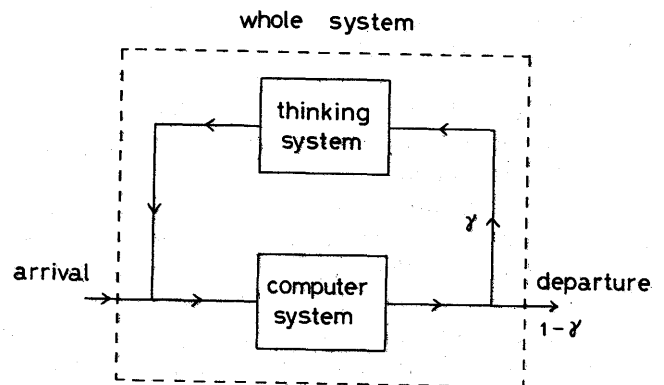 whole system
thinking
system
γ
arrival
computer
system
departure
1-γ